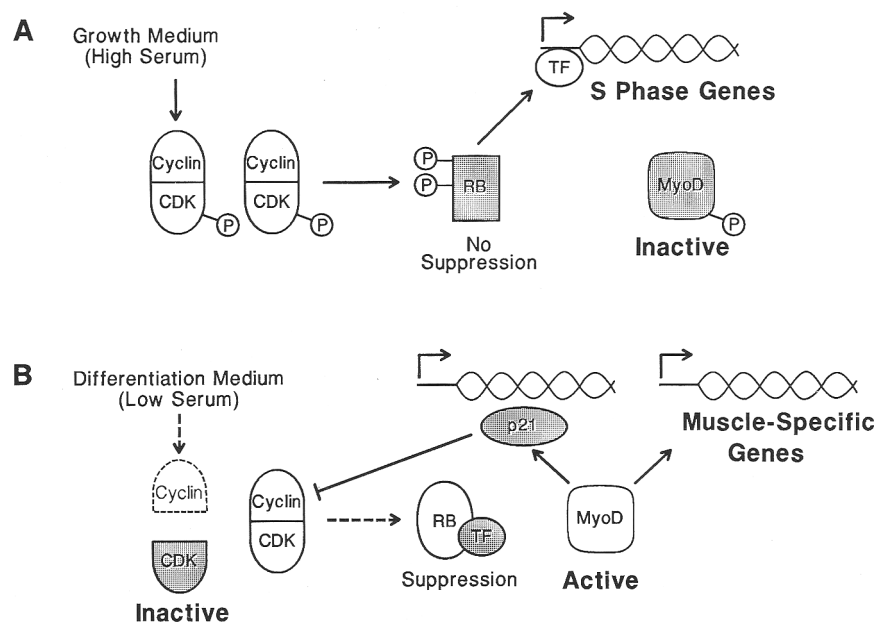 A
Growth Medium
(High Serum)
Cyclin
CDK
P
Cyclin
CDK
P
P
P
RB
No
Suppression
TF
S Phase Genes
MyoD
P
Inactive
B
Differentiation Medium
(Low Serum)
Cyclin
CDK
Inactive
Cyclin
CDK
p21
RB
TF
Suppression
MyoD
Active
Muscle-Specific
Genes